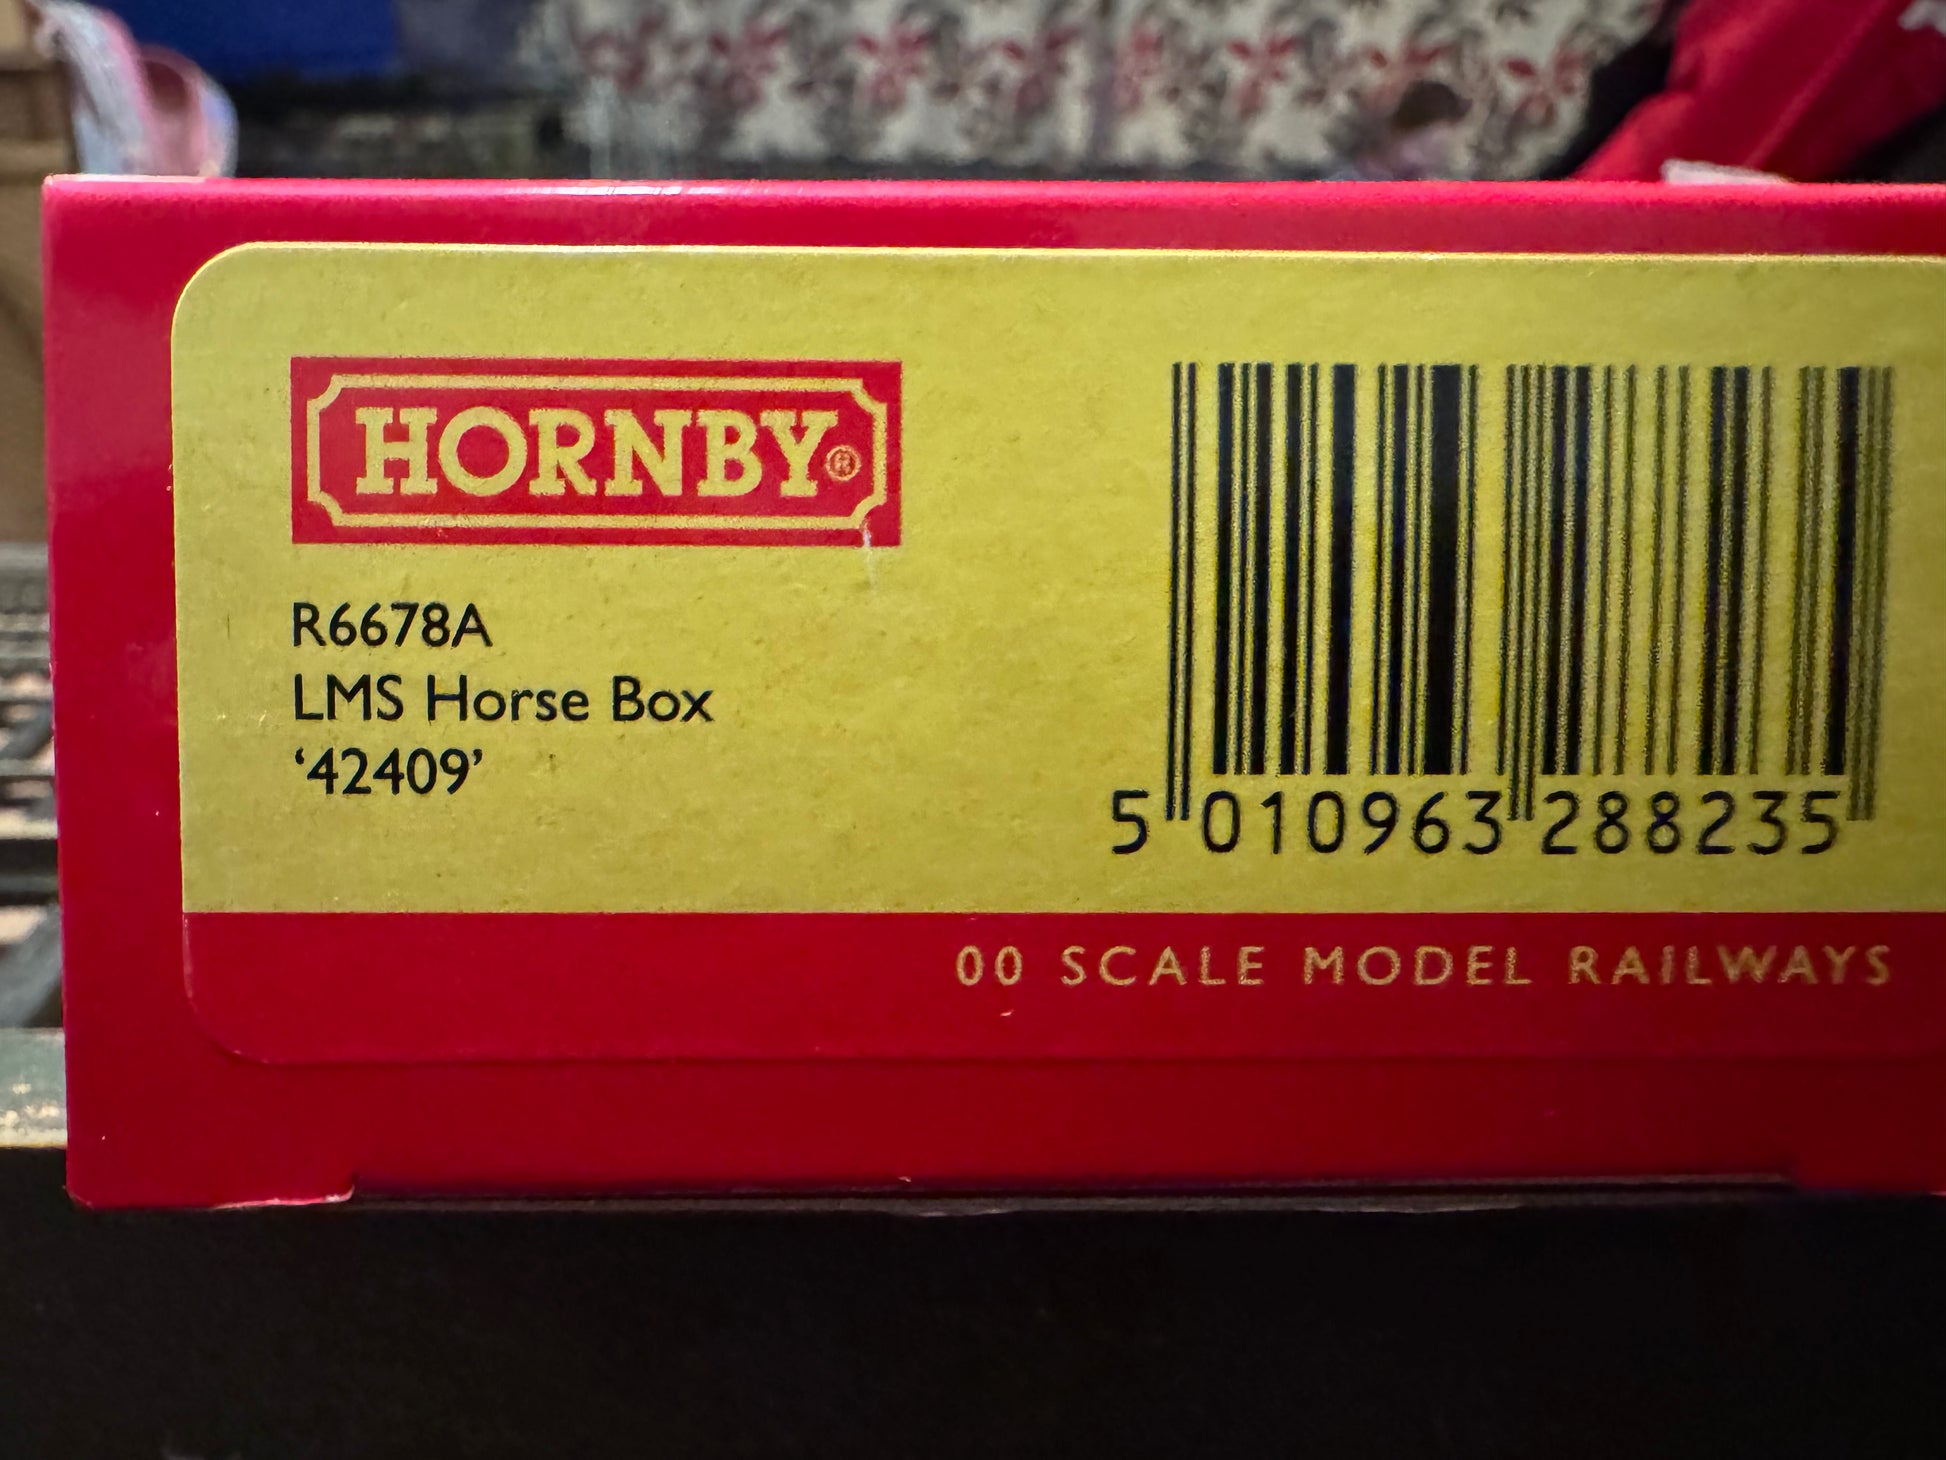 HORNBY®
R6678A
LMS Horse Box
‘42409’
5 010963 288235
00 SCALE MODEL RAILWAYS